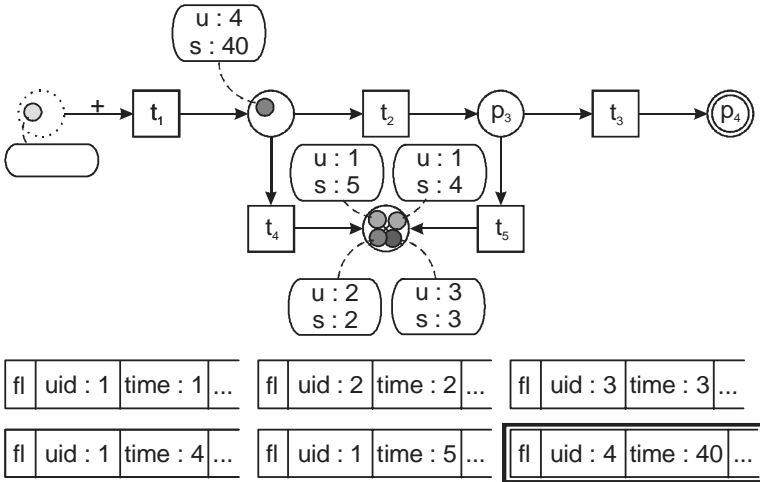 u : 4
s : 40
+
t₁
t₂
p₃
t₃
p₄
u : 1
s : 5
u : 1
s : 4
t₄
t₅
u : 2
s : 2
u : 3
s : 3
fl uid : 1 time : 1 ...
fl uid : 2 time : 2 ...
fl uid : 3 time : 3 ...
fl uid : 1 time : 4 ...
fl uid : 1 time : 5 ...
fl uid : 4 time : 40 ...